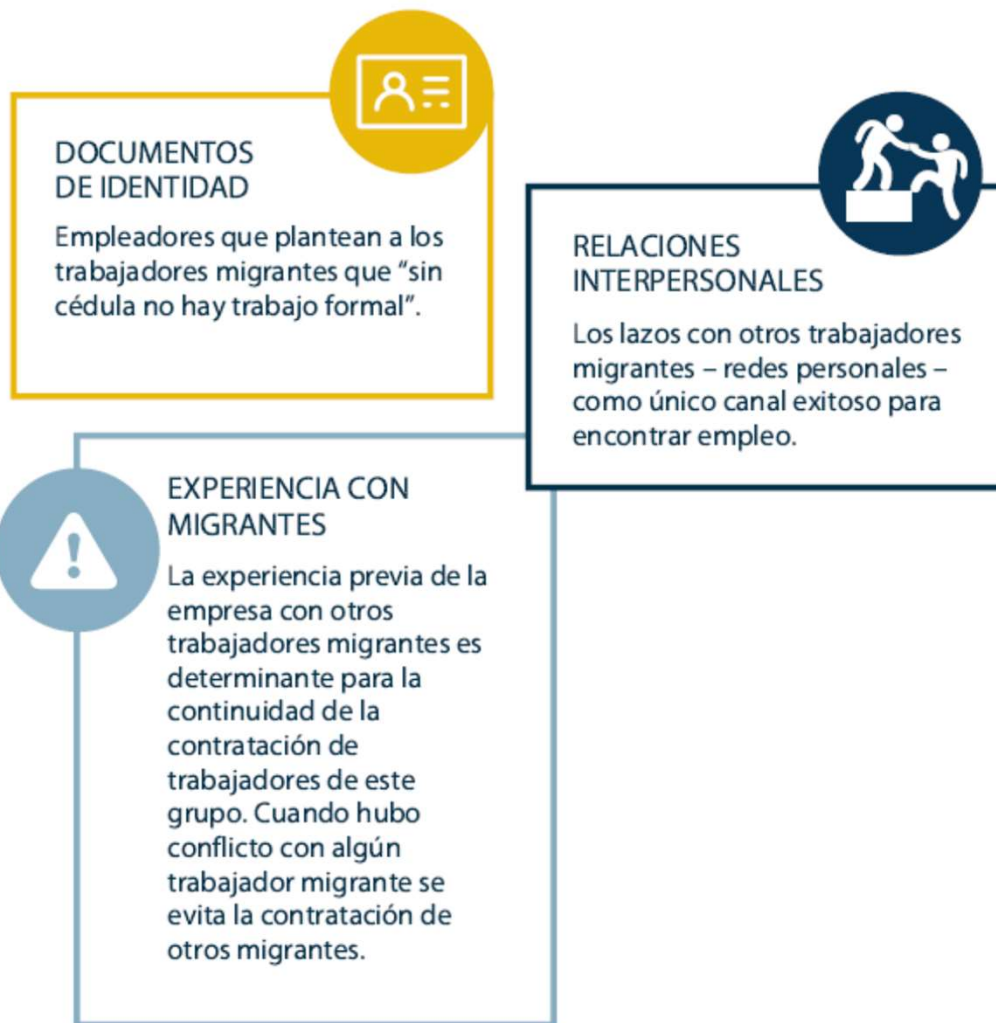 DOCUMENTOS
DE IDENTIDAD
Empleadores que plantean a los
trabajadores migrantes que “sin
cédula no hay trabajo formal”.
RELACIONES
INTERPERSONALES
Los lazos con otros trabajadores
migrantes – redes personales –
como único canal exitoso para
encontrar empleo.
EXPERIENCIA CON
MIGRANTES
La experiencia previa de la
empresa con otros
trabajadores migrantes es
determinante para la
continuidad de la
contratación de
trabajadores de este
grupo. Cuando hubo
conflicto con algún
trabajador migrante se
evita la contratación de
otros migrantes.